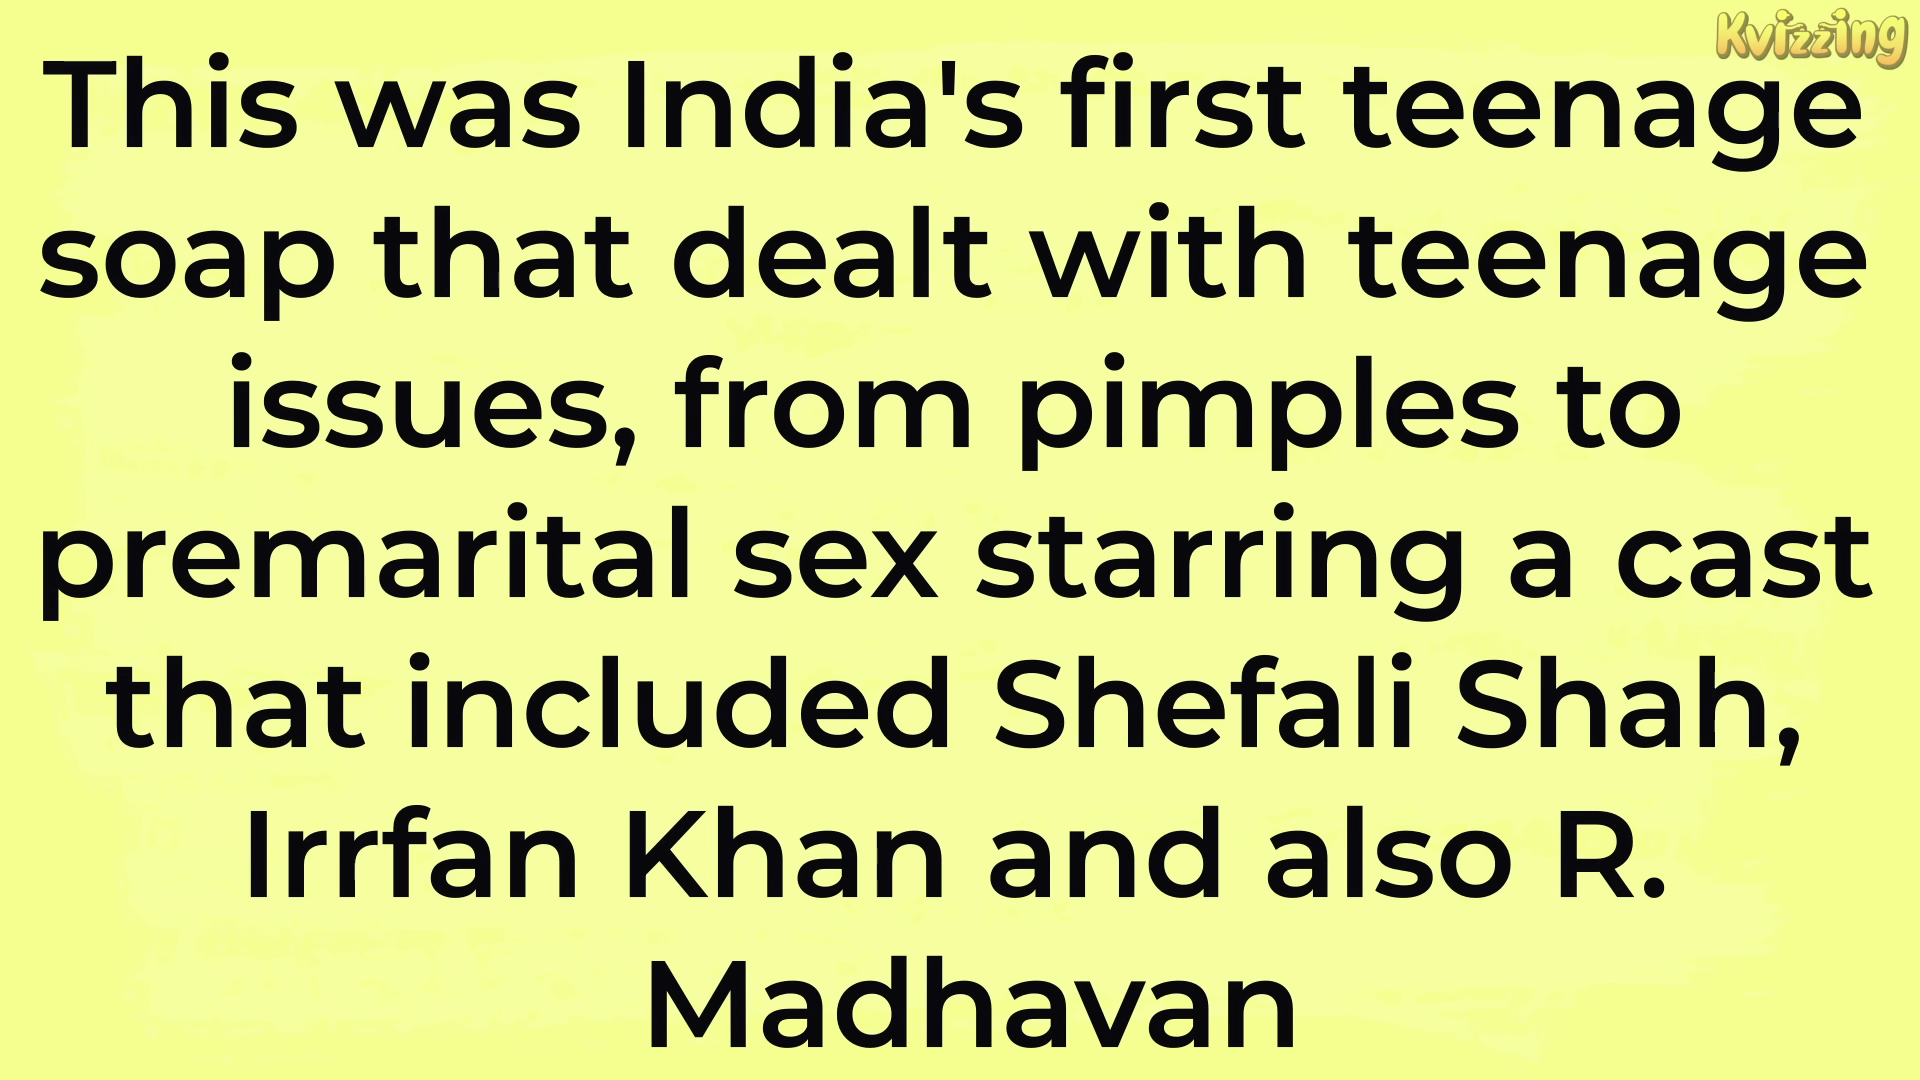 Kvizzing
This was India's first teenage
soap that dealt with teenage
issues, from pimples to
premarital sex starring a cast
that included Shefali Shah,
Irrfan Khan and also R.
Madhavan